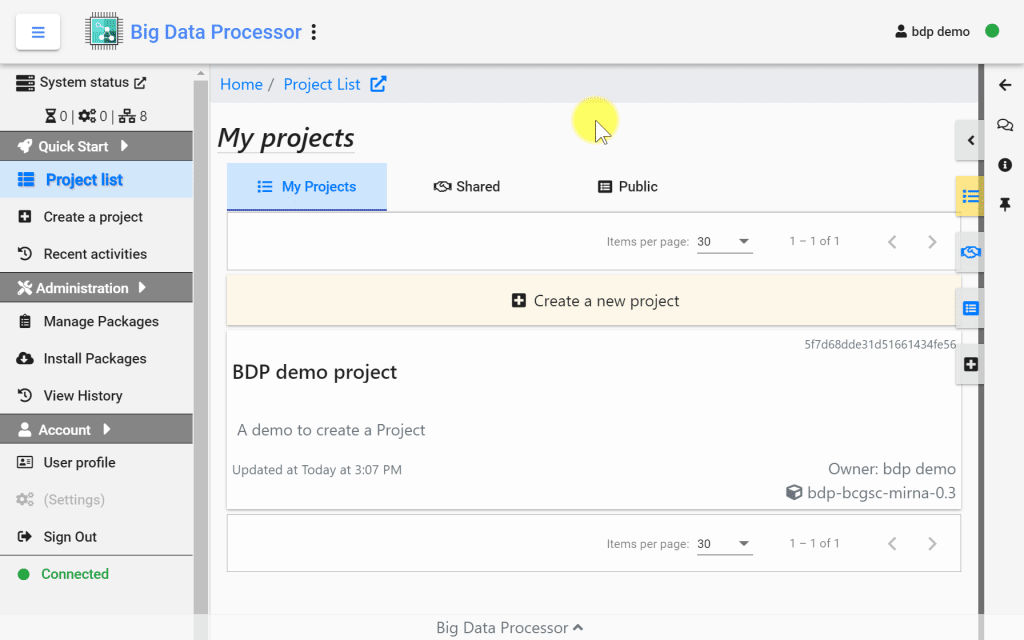 Big Data Processor
bdp demo
System status
0 | 0 | 8
Quick Start
Project list
Create a project
Recent activities
Administration
Manage Packages
Install Packages
View History
Account
User profile
(Settings)
Sign Out
Connected
Home / Project List
My projects
My Projects
Shared
Public
Items per page: 30
1 – 1 of 1
Create a new project
5f7d68dde31d51661434fe56
BDP demo project
A demo to create a Project
Updated at Today at 3:07 PM
Owner: bdp demo
bdp-bcgsc-mirna-0.3
Items per page: 30
1 – 1 of 1
Big Data Processor